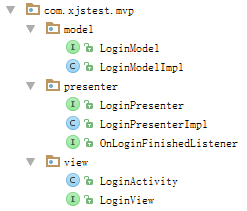 com.xjstest.mvp
model
I LoginModel
C LoginModelImpl
presenter
I LoginPresenter
C LoginPresenterImpl
I OnLoginFinishedListener
view
C LoginActivity
I LoginView